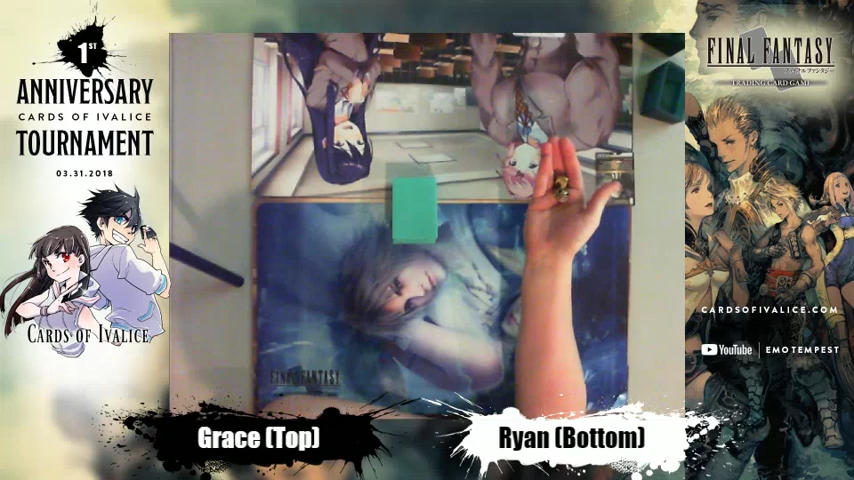 1ST
ANNIVERSARY
CARDS OF IVALICE
TOURNAMENT
03.31.2018
CARDS OF IVALICE
FINAL FANTASY
TRADING CARD GAME
CARDSOFIVALICE.COM
YouTube | EMOTEMPEST
FINAL FANTASY
Grace (Top)
Ryan (Bottom)